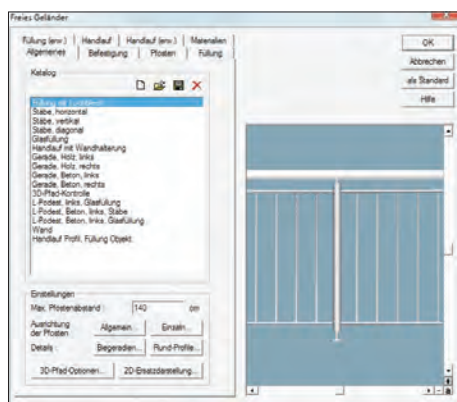 Freies Geländer
Füllung (erw.) Handlauf Handlauf (erw.) Materialien
Allgemeines Befestigung Pfosten Füllung
Katalog
Stäbe, horizontal
Stäbe, vertikal
Stäbe, diagonal
Glasfüllung
Handlauf mit Wandhalterung
Gerade, Holz, links
Gerade, Holz, rechts
Gerade, Beton, links
Gerade, Beton, rechts
3D-Pfad-Kontrolle
L-Podest, links, Glasfüllung
L-Podest, Beton, links, Stäbe
L-Podest, Beton, links, Glasfüllung
Wand
Handlauf Profil, Füllung Objekt
Einstellungen
Max. Pfostenabstand : 140 cm
Ausrichtung der Pfosten Allgemein... Einzeln...
Details : Biegeradien... Rund-Profile...
3D-Pfad-Optionen... 2D-Ersatzdarstellung...
OK
Abbrechen
als Standard
Hilfe